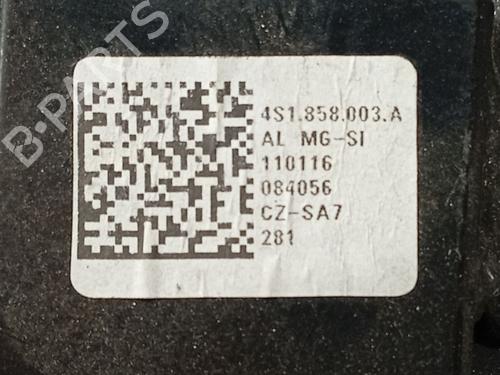 B-PARTS
4S1.858.003.A
AL MG-SI
110116
084056
CZ-SA7
281